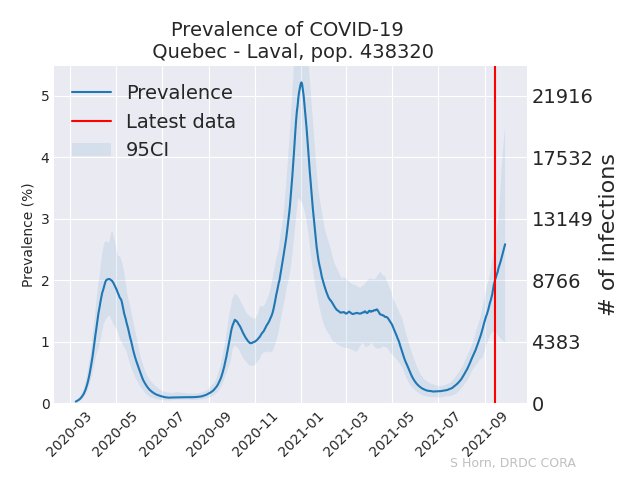 Prevalence of COVID-19
Quebec - Laval, pop. 438320
Prevalence
Latest data
95CI
Prevalence (%)
5
4
3
2
1
0
21916
17532
13149
8766
4383
0
# of infections
2020-03
2020-05
2020-07
2020-09
2020-11
2021-01
2021-03
2021-05
2021-07
2021-09
S Horn, DRDC CORA